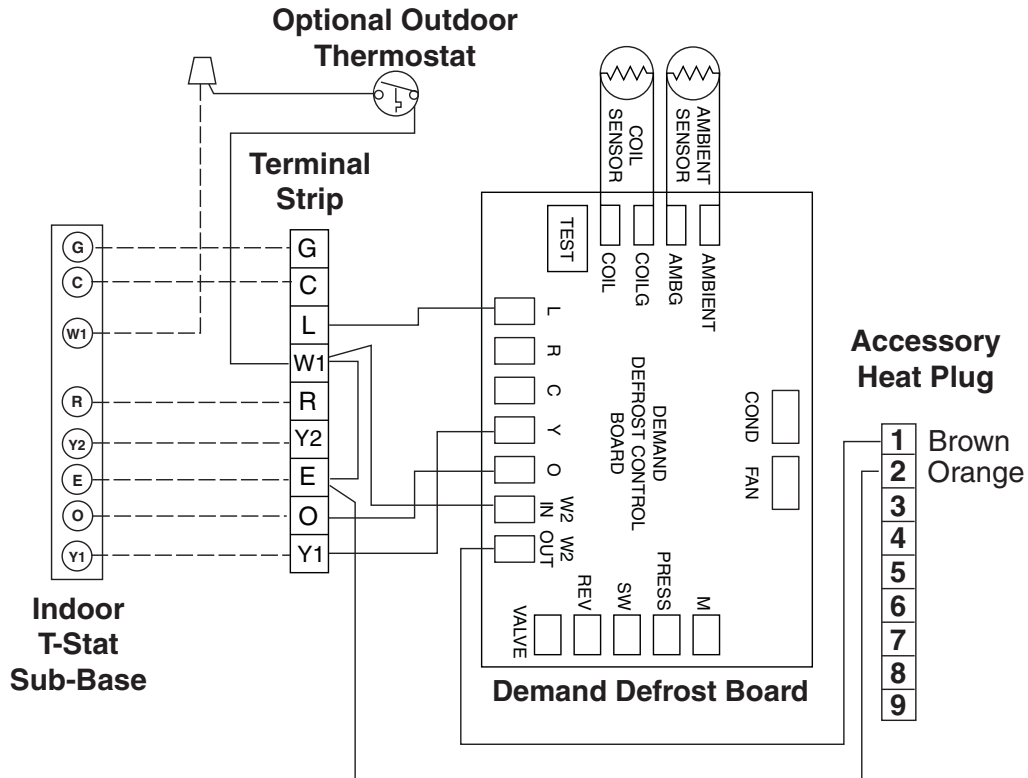 Optional Outdoor
Thermostat
Terminal
Strip
G
C
W1
R
Y2
E
O
Y1
Indoor
T-Stat
Sub-Base
G
C
L
W1
R
Y2
E
O
Y1
COIL
SENSOR
AMBIENT
SENSOR
TEST
COIL
COILG
AMBG
AMBIENT
L
R
C
Y
O
W2
IN
W2
OUT
DEMAND
DEFROST CONTROL
BOARD
COND
FAN
VALVE
REV
SW
PRESS
M
Demand Defrost Board
Accessory
Heat Plug
1 Brown
2 Orange
3
4
5
6
7
8
9